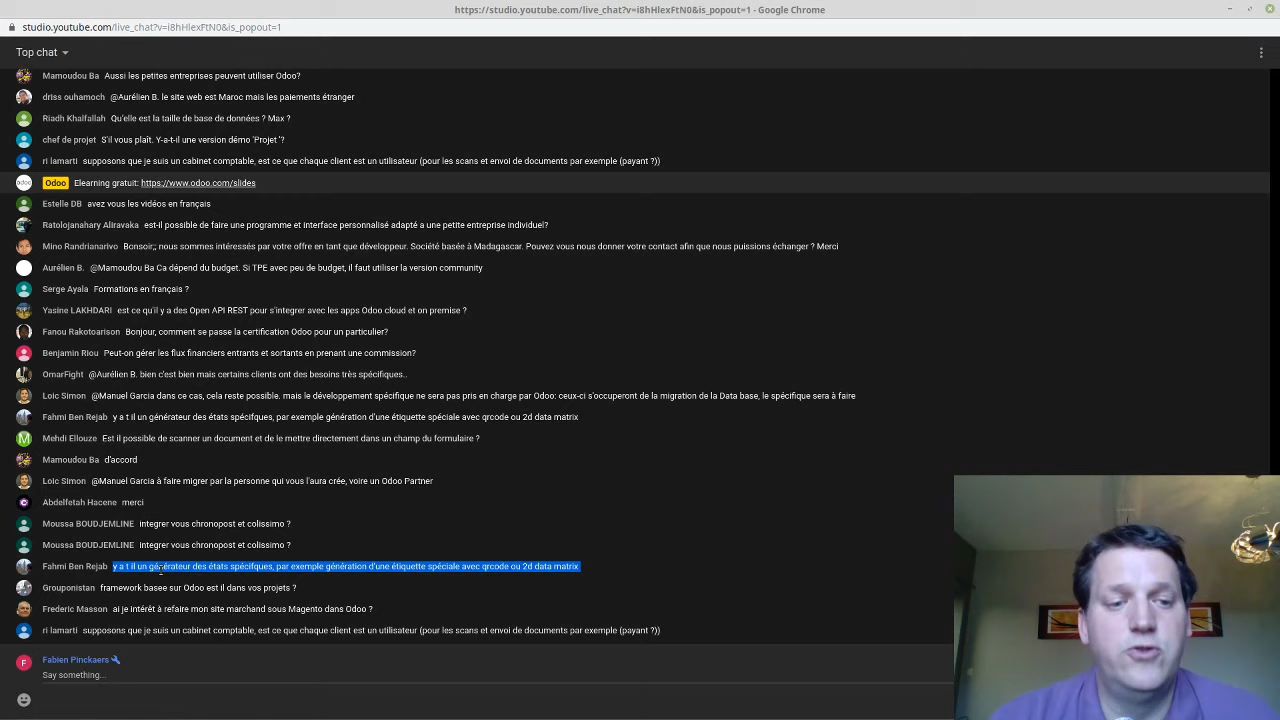 https://studio.youtube.com/live_chat?v=i8hHlexFtN0&is_popout=1 - Google Chrome
studio.youtube.com/live_chat?v=i8hHlexFtN0&is_popout=1
Top chat
Mamoudou Ba Aussi les petites entreprises peuvent utiliser Odoo?
driss ouhamoch @Aurélien B. le site web est Maroc mais les paiements étranger
Riadh Khalfallah Qu'elle est la taille de base de données ? Max ?
chef de projet S'il vous plaît. Y-a-t-il une version démo 'Projet '?
ri lamarti supposons que je suis un cabinet comptable, est ce que chaque client est un utilisateur (pour les scans et envoi de documents par exemple (payant ?))
odoo Odoo Elearning gratuit: https://www.odoo.com/slides
Estelle DB avez vous les vidéos en français
Ratolojanahary Aliravaka est-il possible de faire une programme et interface personnalisé adapté a une petite entreprise individuel?
Mino Randrianarivo Bonsoir;; nous sommes intéressés par votre offre en tant que développeur. Société basée à Madagascar. Pouvez vous nous donner votre contact afin que nous puissions échanger ? Merci
Aurélien B. @Mamoudou Ba Ca dépend du budget. Si TPE avec peu de budget, il faut utiliser la version community
Serge Ayala Formations en français ?
Yasine LAKHDARI est ce qu'il y a des Open API REST pour s'integrer avec les apps Odoo cloud et on premise ?
Fanou Rakotoarison Bonjour, comment se passe la certification Odoo pour un particulier?
Benjamin Riou Peut-on gérer les flux financiers entrants et sortants en prenant une commission?
OmarFight @Aurélien B. bien c'est bien mais certains clients ont des besoins très spécifiques..
Loic Simon @Manuel Garcia dans ce cas, cela reste possible. mais le développement spécifique ne sera pas pris en charge par Odoo: ceux-ci s'occuperont de la migration de la Data base, le spécifique sera à faire
Fahmi Ben Rejab y a t il un générateur des états spécifques, par exemple génération d'une étiquette spéciale avec qrcode ou 2d data matrix
M Mehdi Ellouze Est il possible de scanner un document et de le mettre directement dans un champ du formulaire ?
Mamoudou Ba d'accord
Loic Simon @Manuel Garcia à faire migrer par la personne qui vous l'aura crée, voire un Odoo Partner
Abdelfetah Hacene merci
Moussa BOUDJEMLINE integrer vous chronopost et colissimo ?
Moussa BOUDJEMLINE integrer vous chronopost et colissimo ?
Fahmi Ben Rejab y a t il un générateur des états spécifques, par exemple génération d'une étiquette spéciale avec qrcode ou 2d data matrix
Grouponistan framework basee sur Odoo est il dans vos projets ?
Frederic Masson ai je intérêt à refaire mon site marchand sous Magento dans Odoo ?
ri lamarti supposons que je suis un cabinet comptable, est ce que chaque client est un utilisateur (pour les scans et envoi de documents par exemple (payant ?))
F Fabien Pinckaers
Say something...